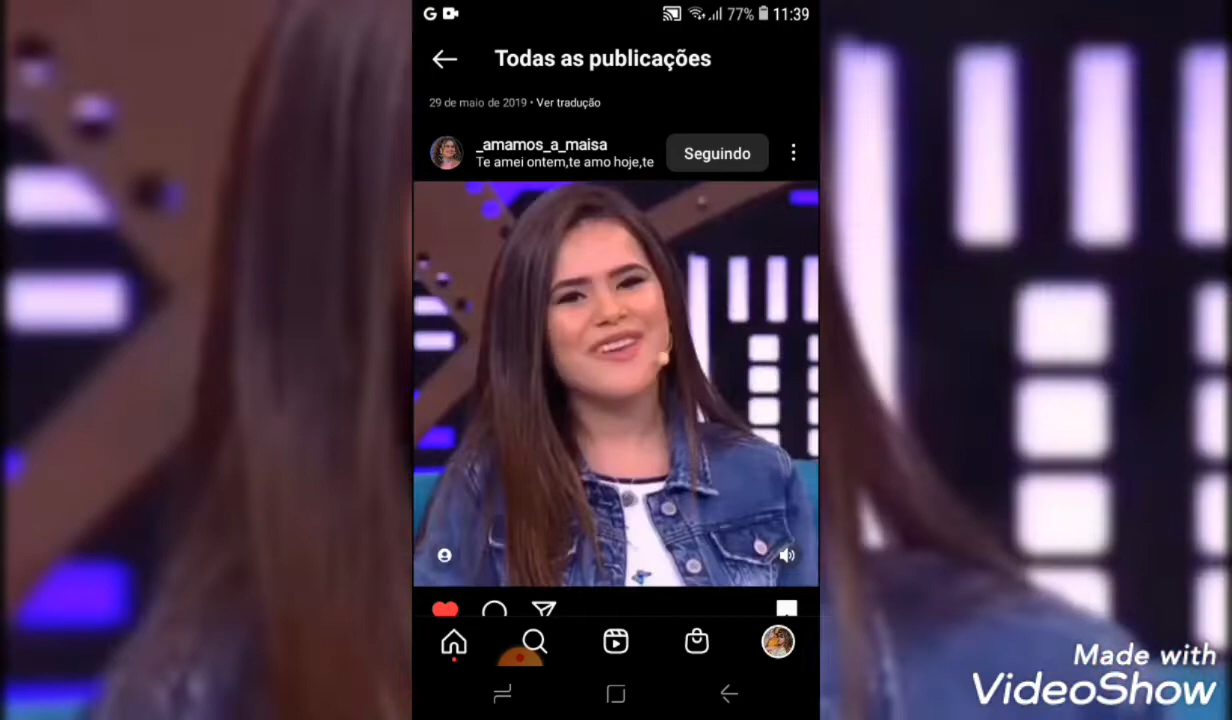 G 77% 11:39
Todas as publicações
29 de maio de 2019 • Ver tradução
_amamos_a_maisa
Te amei ontem,te amo hoje,te
Seguindo
Made with
VideoShow